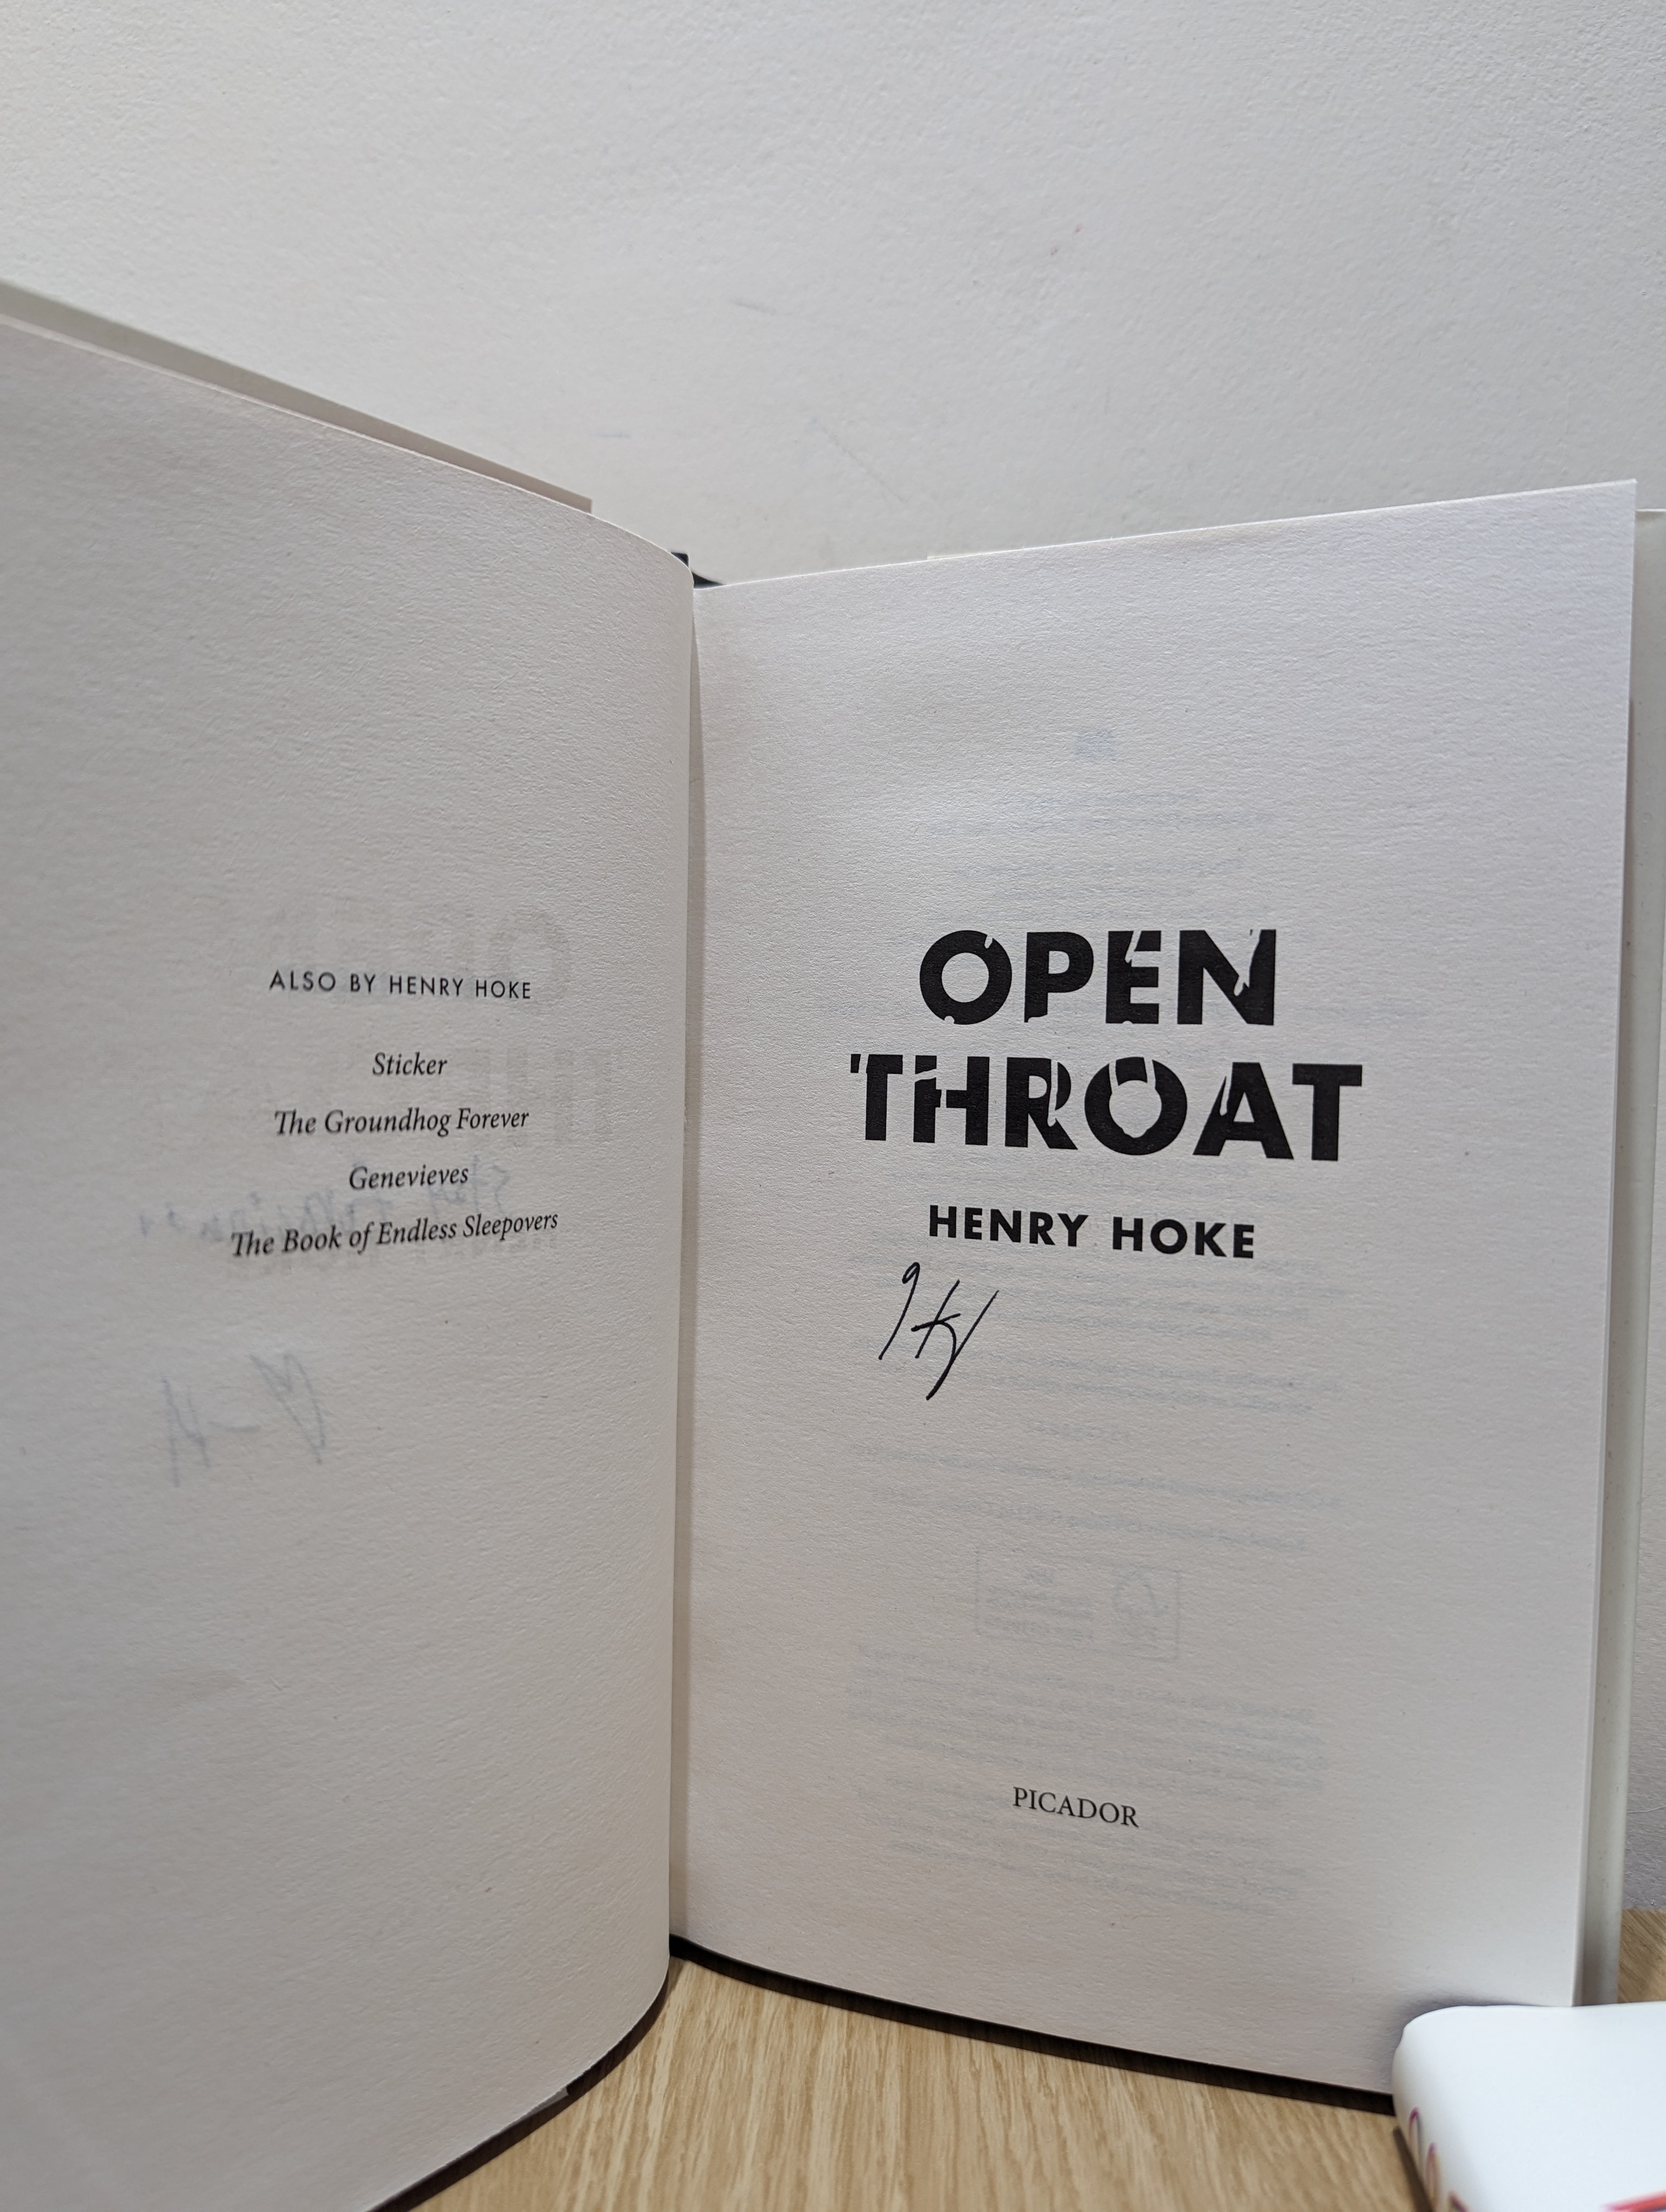 ALSO BY HENRY HOKE
Sticker
The Groundhog Forever
Genevieves
The Book of Endless Sleepovers
OPEN
THROAT
HENRY HOKE
PICADOR